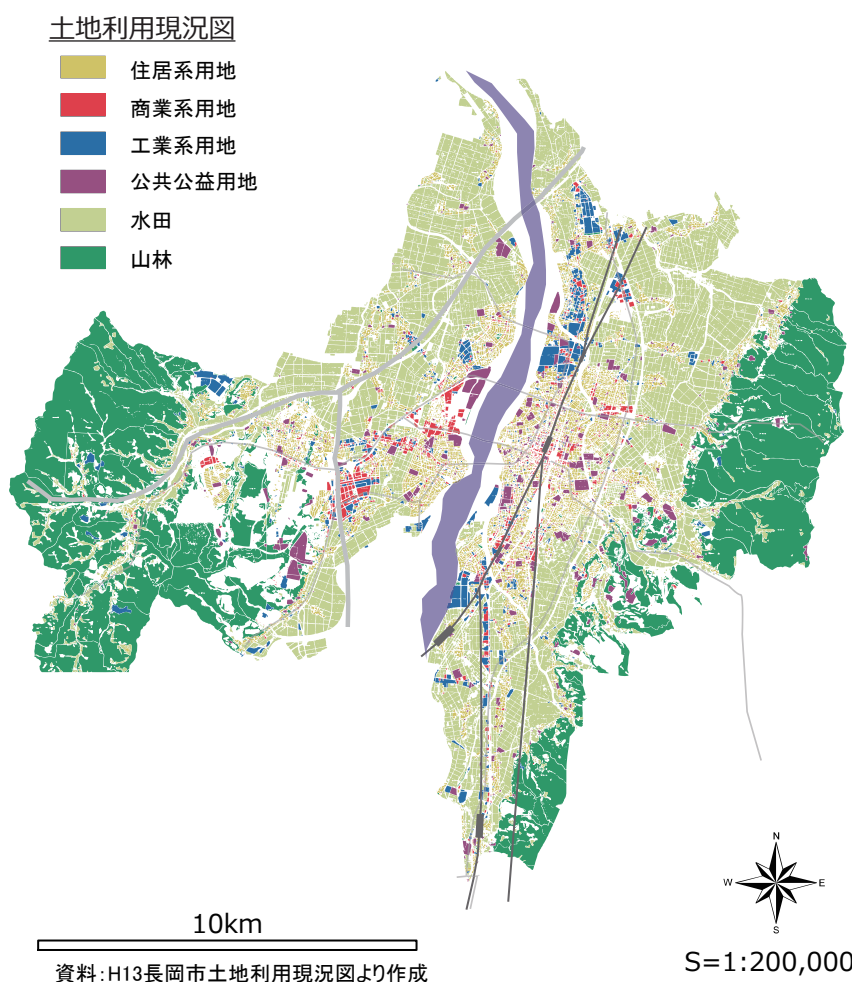 土地利用現況図
住居系用地
商業系用地
工業系用地
公共公益用地
水田
山林
N
W E
S
10km
資料:H13長岡市土地利用現況図より作成
S=1:200,000